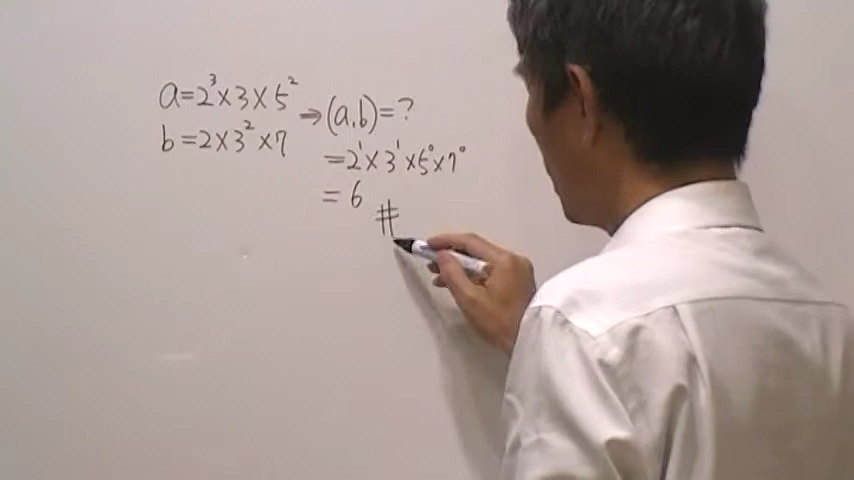 a=2³×3×5²
b=2×3²×7
⇒(a,b)=?
=2¹×3¹×5⁰×7⁰
=6
#